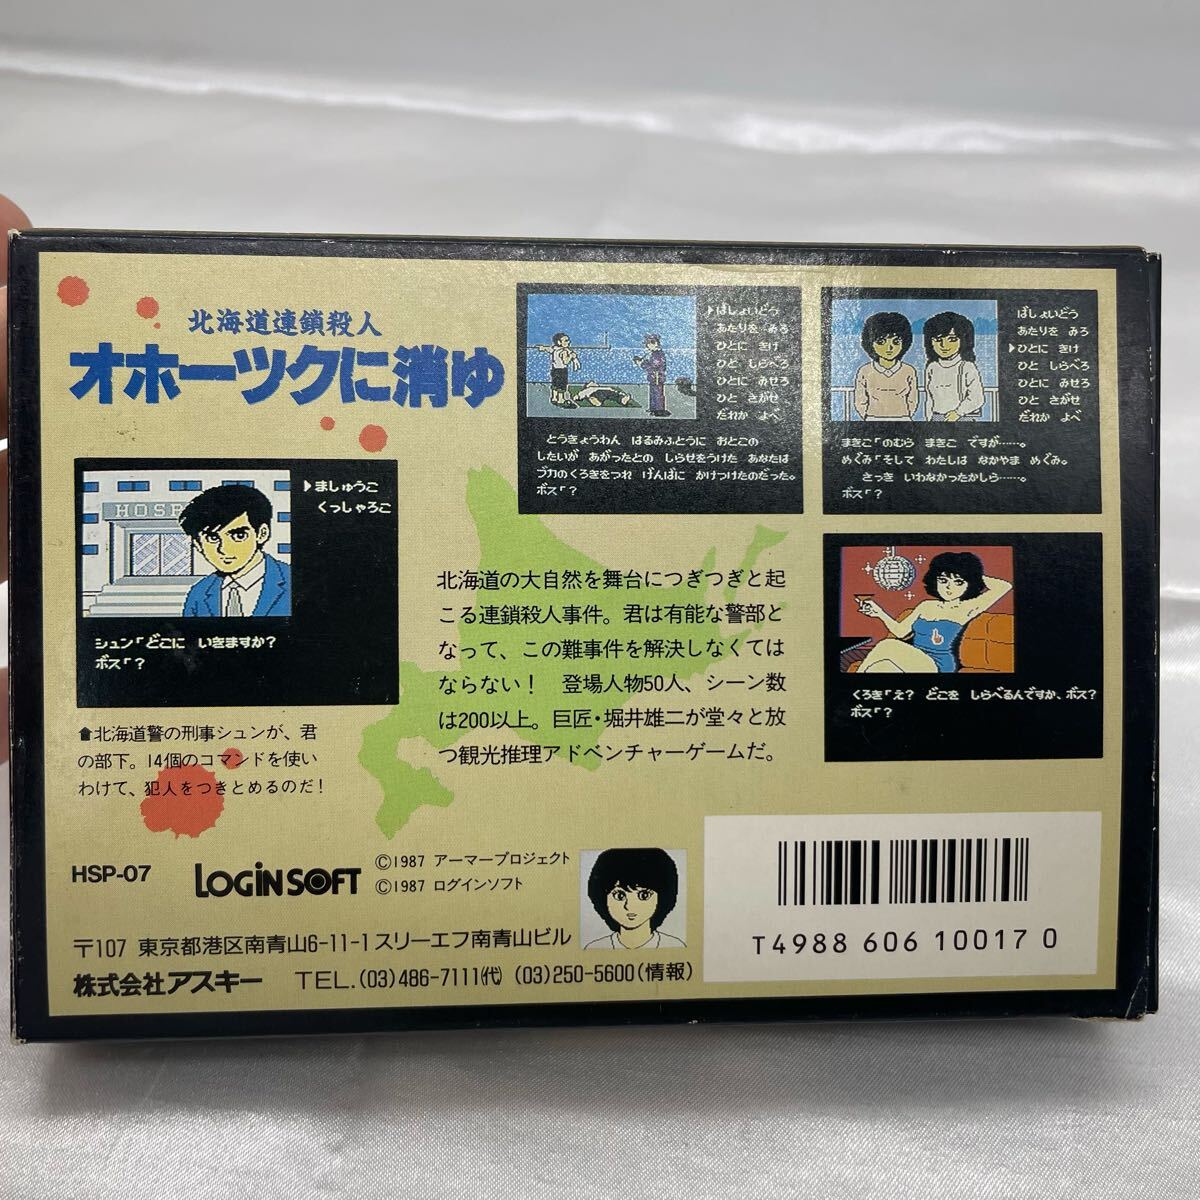 北海道連鎖殺人
オホーツクに消ゆ
HOSP
▶ましゅうこ
くっしゃろこ
シュン「どこに いきますか?
ボス「?
☗北海道警の刑事シュンが、君
の部下。14個のコマンドを使い
わけて、犯人をつきとめるのだ!
▶ばしょいどう
あたりを みろ
ひとに きけ
ひと しらべろ
ひとに みせろ
ひと さがせ
だれか よべ
とうきょうわん はるみふとうに おとこの
したいが あがったとの しらせをうけた あなたは
ブカのくろきをつれ げんばに かけつけたのだった。
ボス「?
ばしょいどう
あたりを みろ
▶ひとに きけ
ひと しらべろ
ひとに みせろ
ひと さがせ
だれか よべ
まきこ「のむら まきこ ですが……。
めぐみ「そして わたしは なかやま めぐみ。
さっき いわなかったかしら……。
ボス「?
北海道の大自然を舞台につぎつぎと起
こる連鎖殺人事件。君は有能な警部と
なって、この難事件を解決しなくては
ならない! 登場人物50人、シーン数
は200以上。巨匠・堀井雄二が堂々と放
つ観光推理アドベンチャーゲームだ。
くろき「え? どこを しらべるんですか、ボス?
ボス「?
HSP-07
LOGiN SOFT
©1987 アーマープロジェクト
©1987 ログインソフト
〒107 東京都港区南青山6-11-1スリーエフ南青山ビル
株式会社アスキー TEL.(03)486-7111(代) (03)250-5600(情報)
T4988 606 10017 0